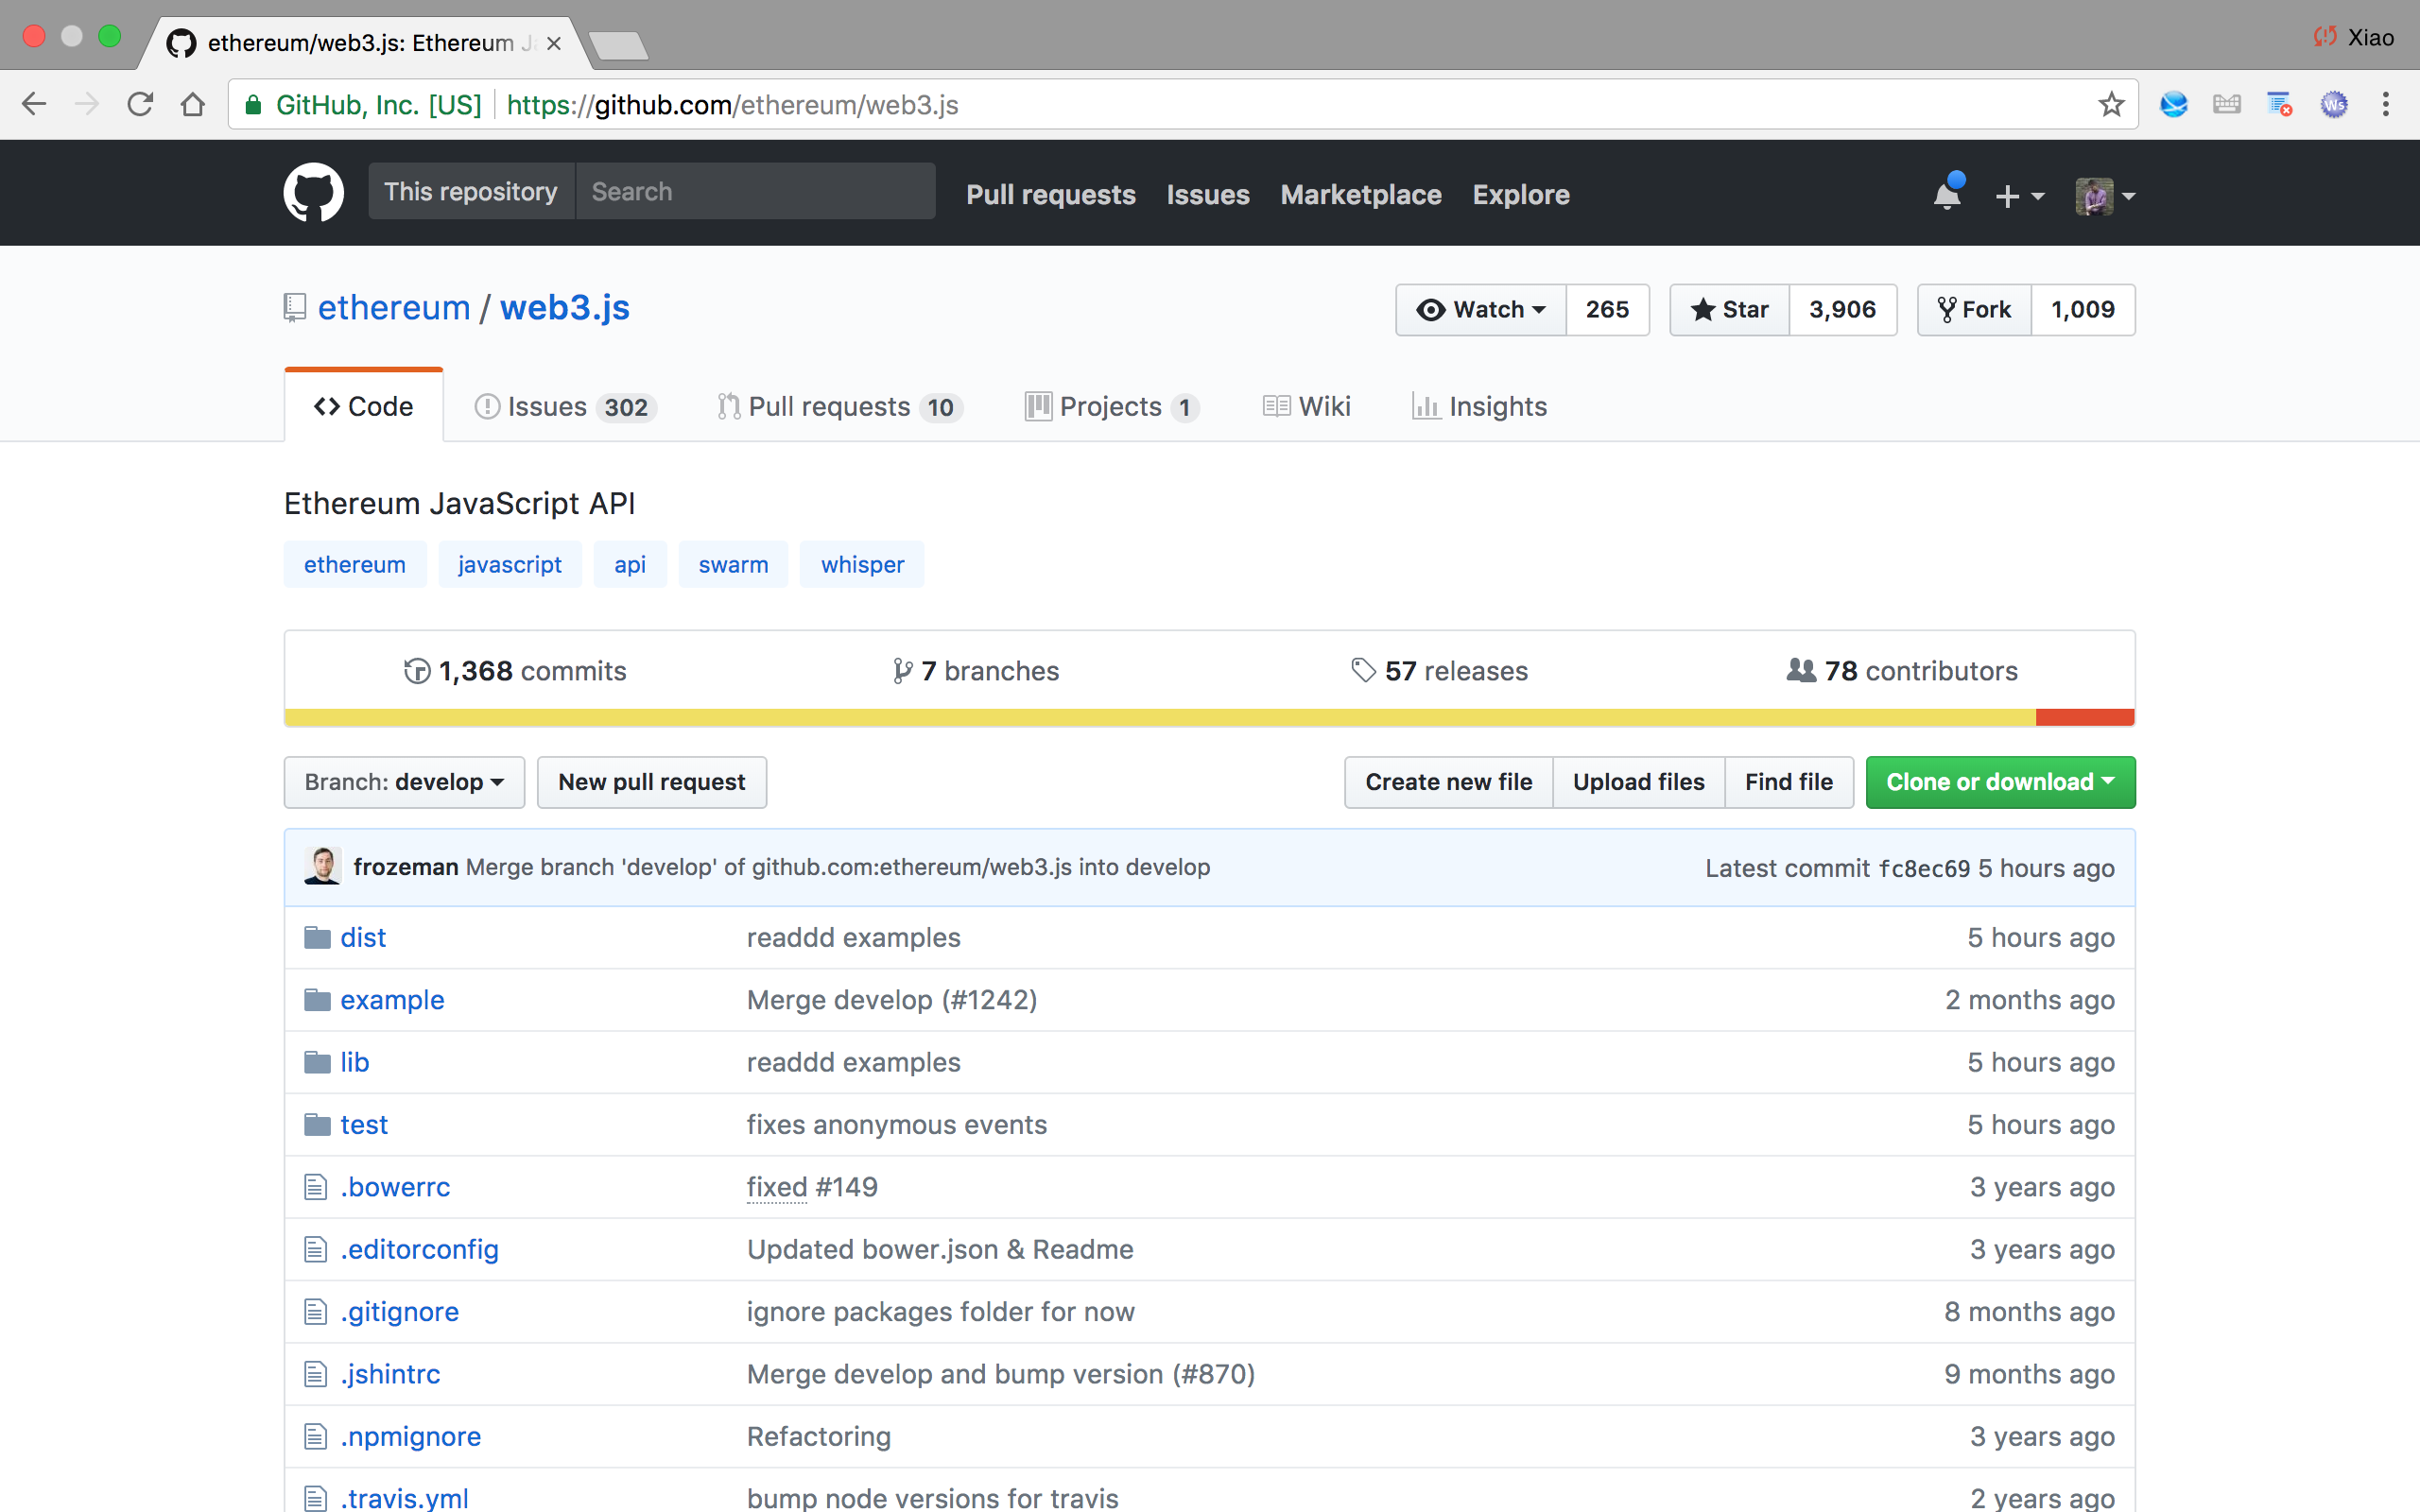 ethereum/web3.js: Ethereum J
Xiao
GitHub, Inc. [US] https://github.com/ethereum/web3.js
Ws
This repository Search Pull requests Issues Marketplace Explore
ethereum / web3.js Watch 265 Star 3,906 Fork 1,009
Code Issues 302 Pull requests 10 Projects 1 Wiki Insights
Ethereum JavaScript API
ethereum javascript api swarm whisper
1,368 commits 7 branches 57 releases 78 contributors
Branch: develop New pull request Create new file Upload files Find file Clone or download
frozeman Merge branch 'develop' of github.com:ethereum/web3.js into develop Latest commit fc8ec69 5 hours ago
dist readdd examples 5 hours ago
example Merge develop (#1242) 2 months ago
lib readdd examples 5 hours ago
test fixes anonymous events 5 hours ago
.bowerrc fixed #149 3 years ago
.editorconfig Updated bower.json & Readme 3 years ago
.gitignore ignore packages folder for now 8 months ago
.jshintrc Merge develop and bump version (#870) 9 months ago
.npmignore Refactoring 3 years ago
.travis.yml bump node versions for travis 2 years ago